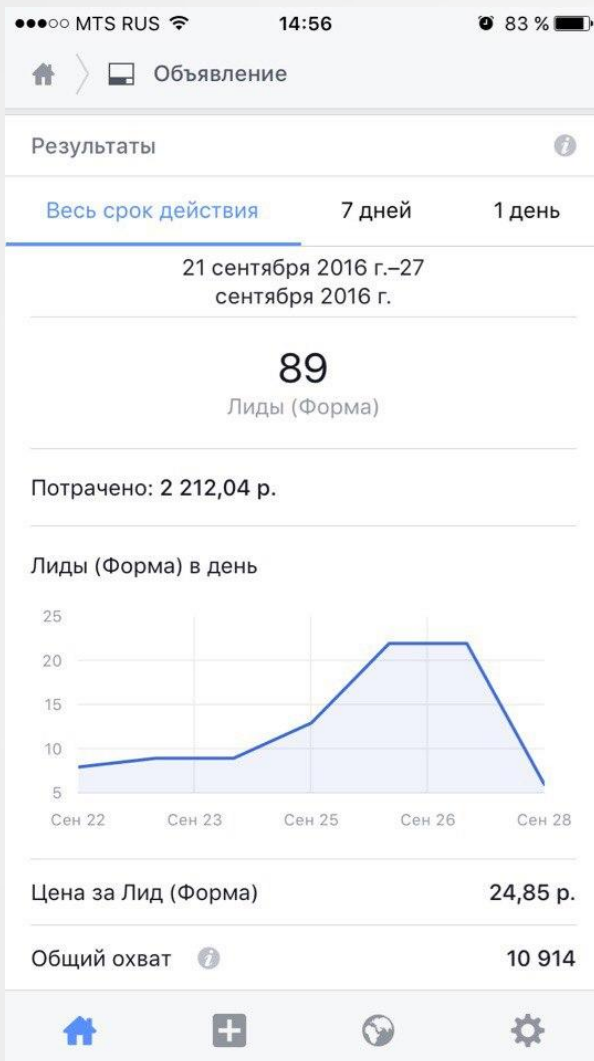 MTS RUS 14:56 83 %
Объявление
Результаты
Весь срок действия 7 дней 1 день
21 сентября 2016 г.–27
сентября 2016 г.
89
Лиды (Форма)
Потрачено: 2 212,04 р.
Лиды (Форма) в день
25
20
15
10
5
Сен 22 Сен 23 Сен 25 Сен 26 Сен 28
Цена за Лид (Форма) 24,85 р.
Общий охват 10 914